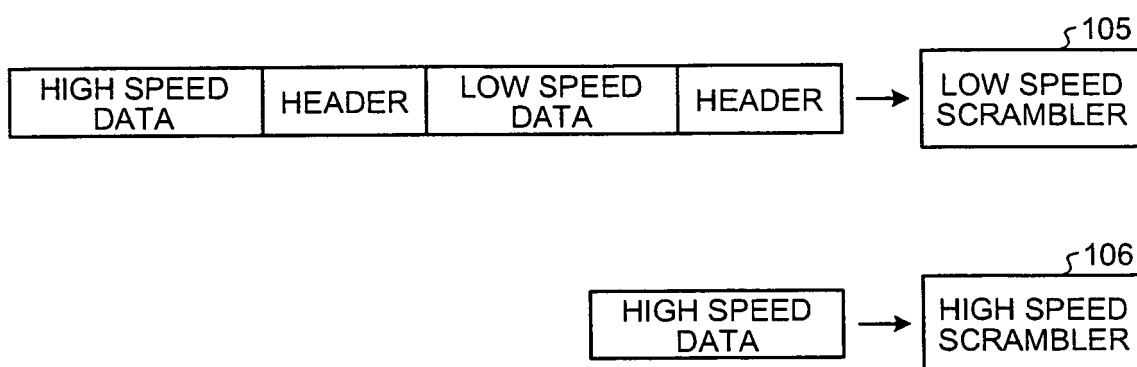 105
HIGH SPEED DATA HEADER LOW SPEED DATA HEADER LOW SPEED SCRAMBLER
106
HIGH SPEED DATA HIGH SPEED SCRAMBLER